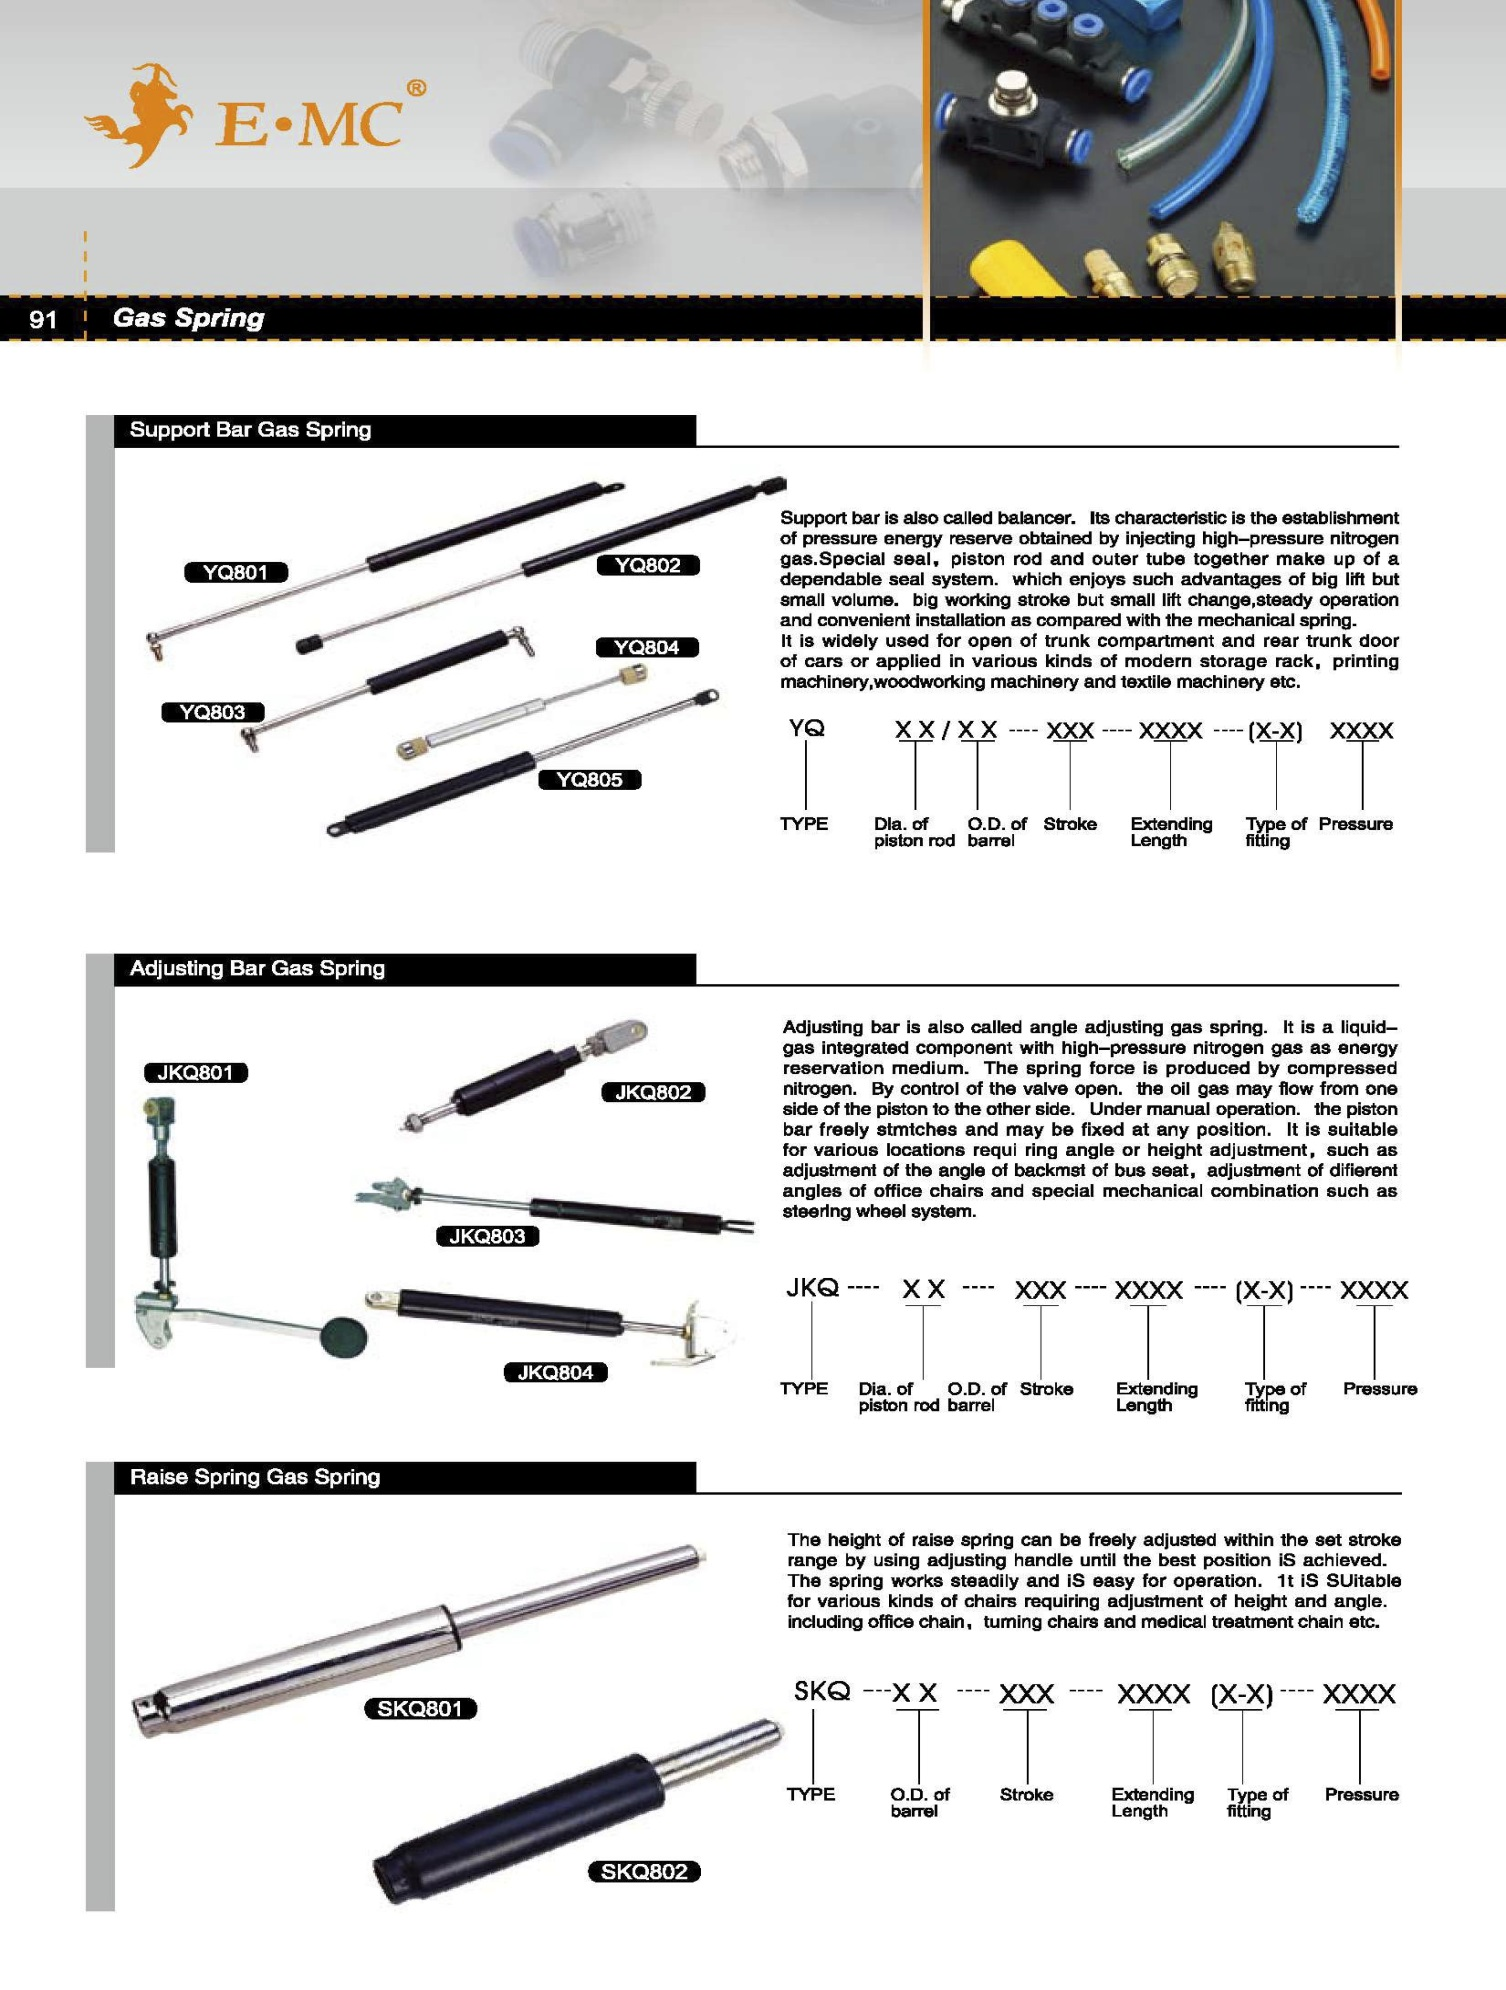 E•MC®
91 Gas Spring
Support Bar Gas Spring
YQ801
YQ802
YQ804
YQ803
YQ805
Support bar is also called balancer. Its characteristic is the establishment
of pressure energy reserve obtained by injecting high-pressure nitrogen
gas.Special seal, piston rod and outer tube together make up of a
dependable seal system. which enjoys such advantages of big lift but
small volume. big working stroke but small lift change,steady operation
and convenient installation as compared with the mechanical spring.
It is widely used for open of trunk compartment and rear trunk door
of cars or applied in various kinds of modern storage rack, printing
machinery,woodworking machinery and textile machinery etc.
YQ XX/XX ---- XXX ---- XXXX ---- (X-X) XXXX
TYPE Dia. of O.D. of Stroke Extending Type of Pressure
piston rod barrel Length fitting
Adjusting Bar Gas Spring
JKQ801
JKQ802
JKQ803
JKQ804
Adjusting bar is also called angle adjusting gas spring. It is a liquid-
gas integrated component with high-pressure nitrogen gas as energy
reservation medium. The spring force is produced by compressed
nitrogen. By control of the valve open. the oil gas may flow from one
side of the piston to the other side. Under manual operation. the piston
bar freely stmtches and may be fixed at any position. It is suitable
for various locations requi ring angle or height adjustment, such as
adjustment of the angle of backmst of bus seat, adjustment of difierent
angles of office chairs and special mechanical combination such as
steering wheel system.
JKQ ---- XX ---- XXX ---- XXXX ---- (X-X) ---- XXXX
TYPE Dia. of O.D. of Stroke Extending Type of Pressure
piston rod barrel Length fitting
Raise Spring Gas Spring
SKQ801
SKQ802
The height of raise spring can be freely adjusted within the set stroke
range by using adjusting handle until the best position iS achieved.
The spring works steadily and iS easy for operation. 1t iS SUitable
for various kinds of chairs requiring adjustment of height and angle.
including office chain, tuming chairs and medical treatment chain etc.
SKQ ---XX ---- XXX ---- XXXX (X-X) ---- XXXX
TYPE O.D. of Stroke Extending Type of Pressure
barrel Length fitting